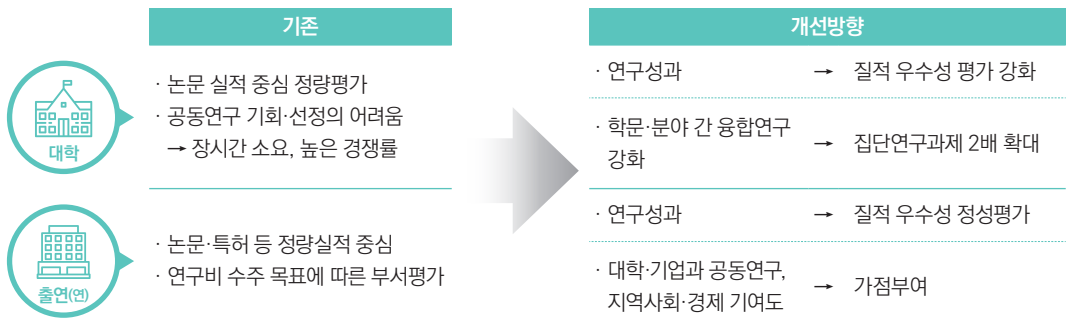 기존
개선방향
대학
· 논문 실적 중심 정량평가
· 공동연구 기회·선정의 어려움
→ 장시간 소요, 높은 경쟁률
· 연구성과 → 질적 우수성 평가 강화
· 학문·분야 간 융합연구
강화 → 집단연구과제 2배 확대
출연(연)
· 논문·특허 등 정량실적 중심
· 연구비 수주 목표에 따른 부서평가
· 연구성과 → 질적 우수성 정성평가
· 대학·기업과 공동연구,
지역사회·경제 기여도 → 가점부여